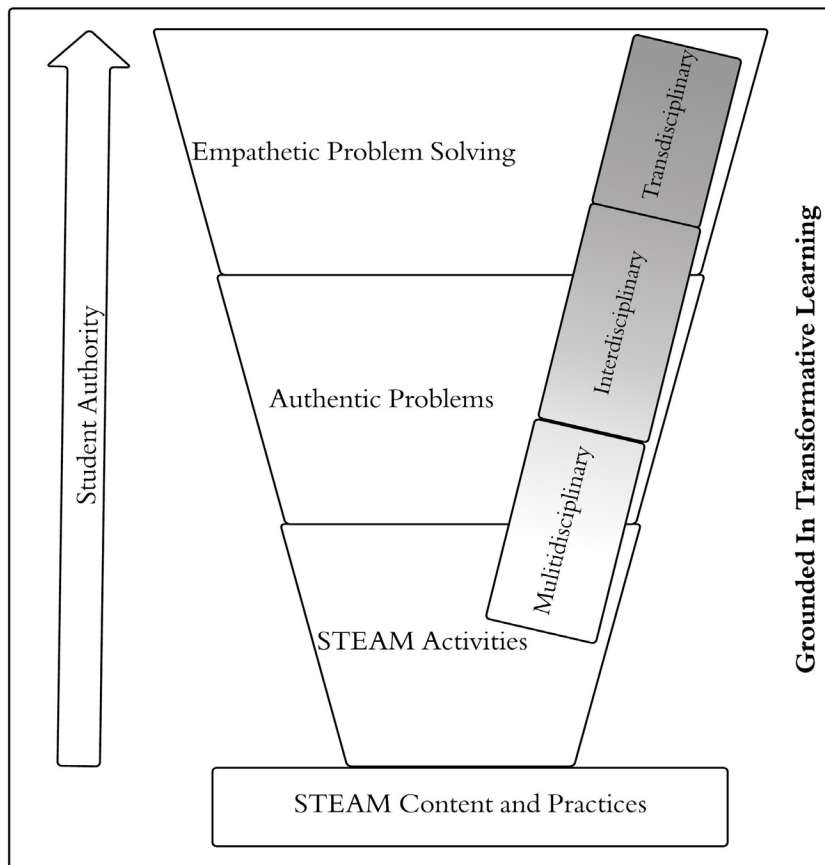 Empathetic Problem Solving
Transdisciplinary
Authentic Problems
Interdisciplinary
STEAM Activities
Mulitidisciplinary
STEAM Content and Practices
Student Authority
Grounded In Transformative Learning